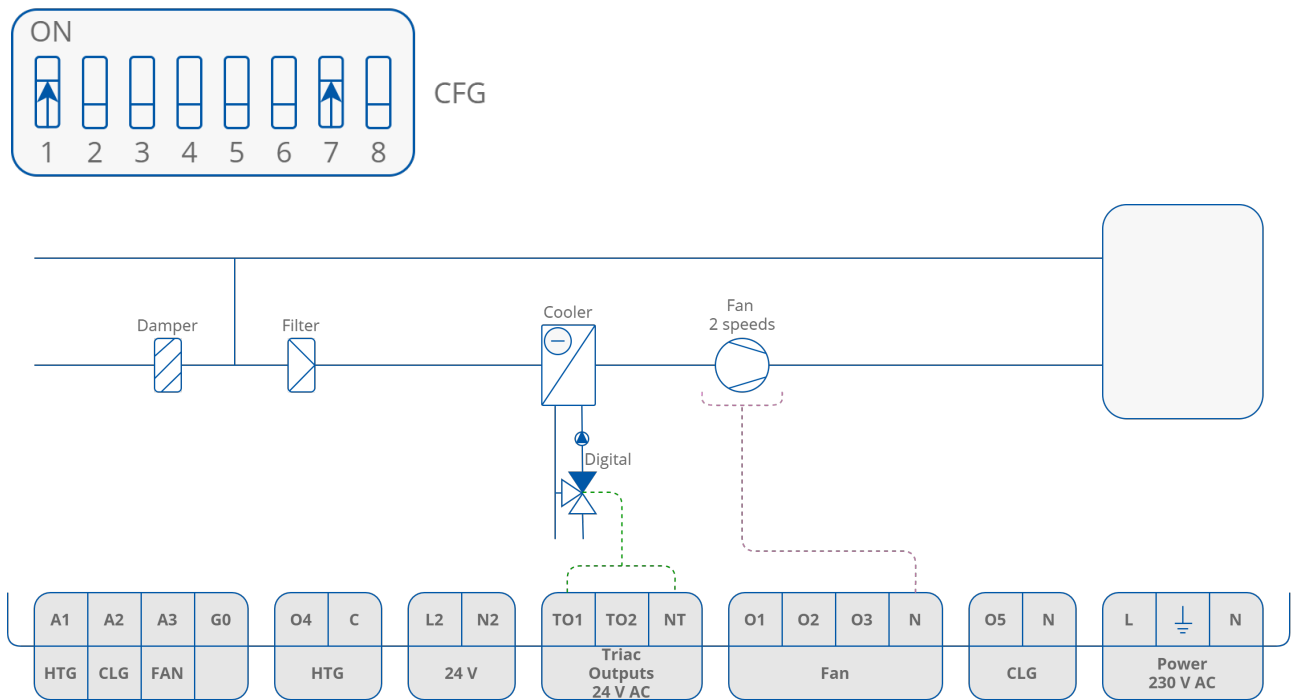 ON
CFG
1 2 3 4 5 6 7 8
Damper
Filter
Cooler
Fan
2 speeds
Digital
A1 A2 A3 G0
HTG CLG FAN
O4 C
HTG
L2 N2
24 V
TO1 TO2 NT
Triac
Outputs
24 V AC
O1 O2 O3 N
Fan
O5 N
CLG
L N
Power
230 V AC